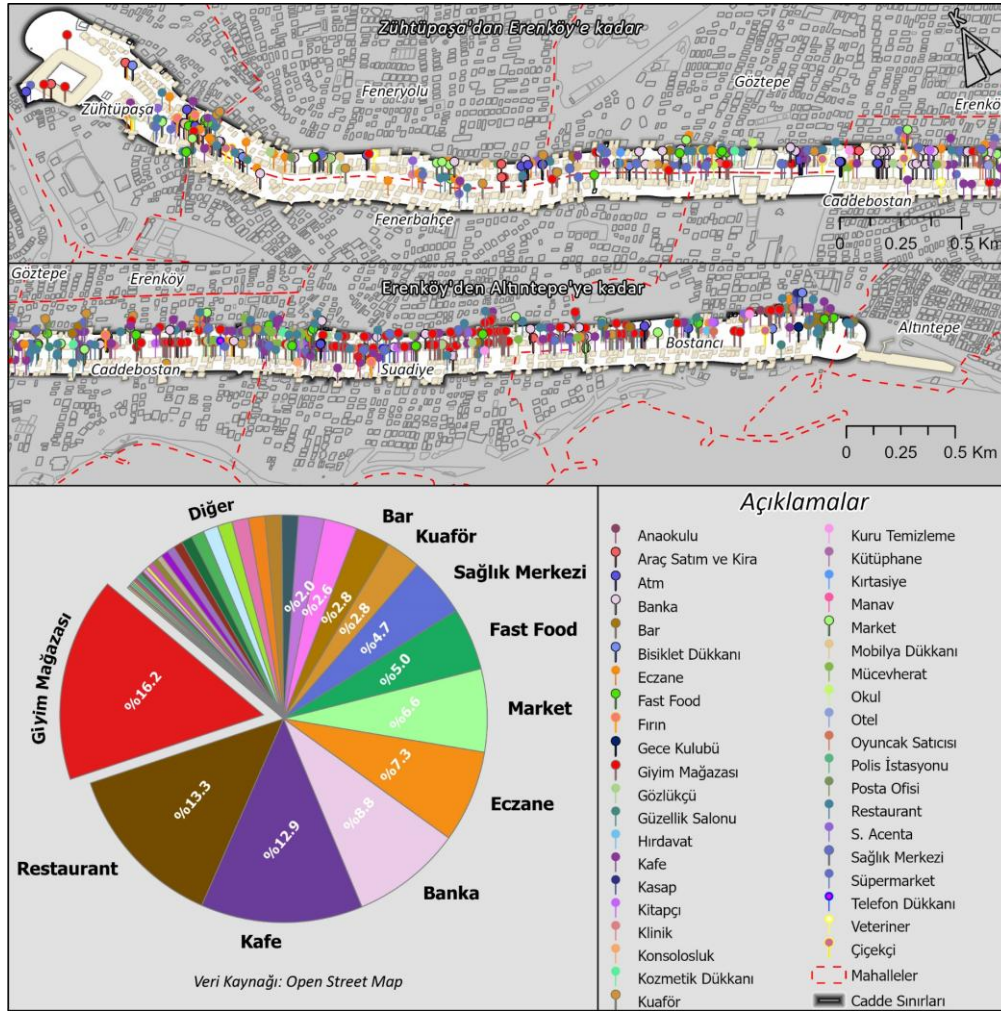 Zühtüpaşa'dan Erenköy'e kadar
K
Feneryolu
Göztepe
Erenkö
Zühtüpaşa
Fenerbahçe
Caddebostan
0 0.25 0.5 Km
Göztepe
Erenköy
Erenköy'den Altıntepe'ye kadar
Bostancı
Altıntepe
Caddebostan
Suadiye
0 0.25 0.5 Km
Diğer
Bar
Kuaför
Sağlık Merkezi
Fast Food
Market
Eczane
Banka
Kafe
Restaurant
Giyim Mağazası
%2.0
%2.6
%2.8
%2.8
%4.7
%5.0
%6.6
%7.3
%8.8
%12.9
%13.3
%16.2
Veri Kaynağı: Open Street Map
Açıklamalar
Anaokulu
Araç Satım ve Kira
Atm
Banka
Bar
Bisiklet Dükkanı
Eczane
Fast Food
Fırın
Gece Kulubü
Giyim Mağazası
Gözlükçü
Güzellik Salonu
Hırdavat
Kafe
Kasap
Kitapçı
Klinik
Konsolosluk
Kozmetik Dükkanı
Kuaför
Kuru Temizleme
Kütüphane
Kırtasiye
Manav
Market
Mobilya Dükkanı
Mücevherat
Okul
Otel
Oyuncak Satıcısı
Polis İstasyonu
Posta Ofisi
Restaurant
S. Acenta
Sağlık Merkezi
Süpermarket
Telefon Dükkanı
Veteriner
Çiçekçi
Mahalleler
Cadde Sınırları